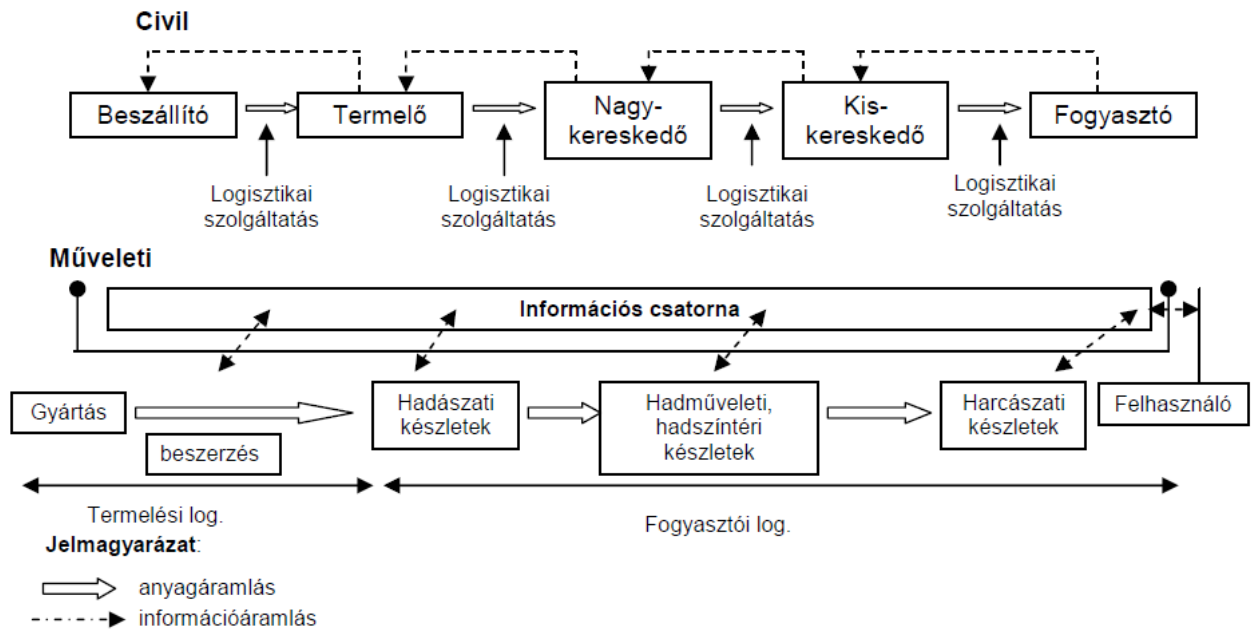 Civil
Beszállító
Termelő
Nagy-
kereskedő
Kis-
kereskedő
Fogyasztó
Logisztikai
szolgáltatás
Logisztikai
szolgáltatás
Logisztikai
szolgáltatás
Logisztikai
szolgáltatás
Műveleti
Információs csatorna
Gyártás
beszerzés
Hadászati
készletek
Hadműveleti,
hadszíntéri
készletek
Harcászati
készletek
Felhasználó
Termelési log.
Fogyasztói log.
Jelmagyarázat:
anyagáramlás
információáramlás